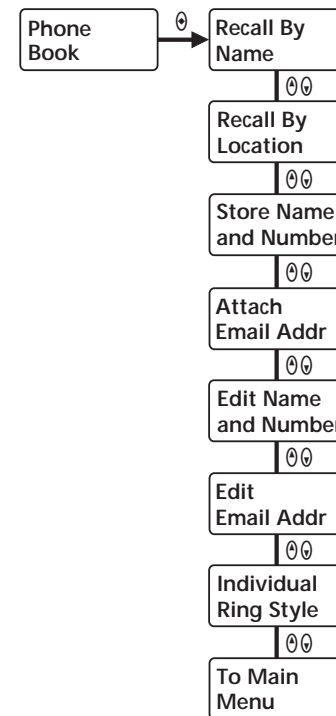 Phone
Book
Recall By
Name
Recall By
Location
Store Name
and Number
Attach
Email Addr
Edit Name
and Number
Edit
Email Addr
Individual
Ring Style
To Main
Menu